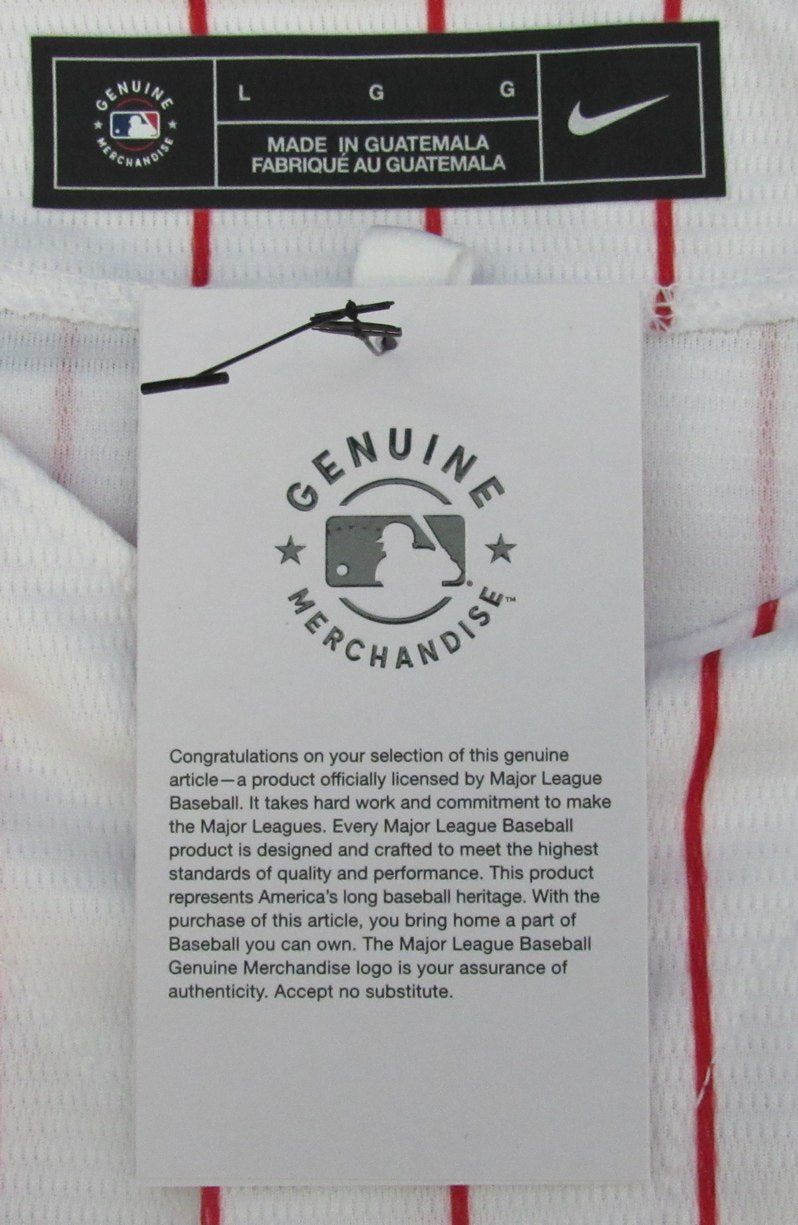 GENUINE
MERCHANDISE
L G G
MADE IN GUATEMALA
FABRIQUÉ AU GUATEMALA
GENUINE
MERCHANDISE™
Congratulations on your selection of this genuine
article—a product officially licensed by Major League
Baseball. It takes hard work and commitment to make
the Major Leagues. Every Major League Baseball
product is designed and crafted to meet the highest
standards of quality and performance. This product
represents America's long baseball heritage. With the
purchase of this article, you bring home a part of
Baseball you can own. The Major League Baseball
Genuine Merchandise logo is your assurance of
authenticity. Accept no substitute.